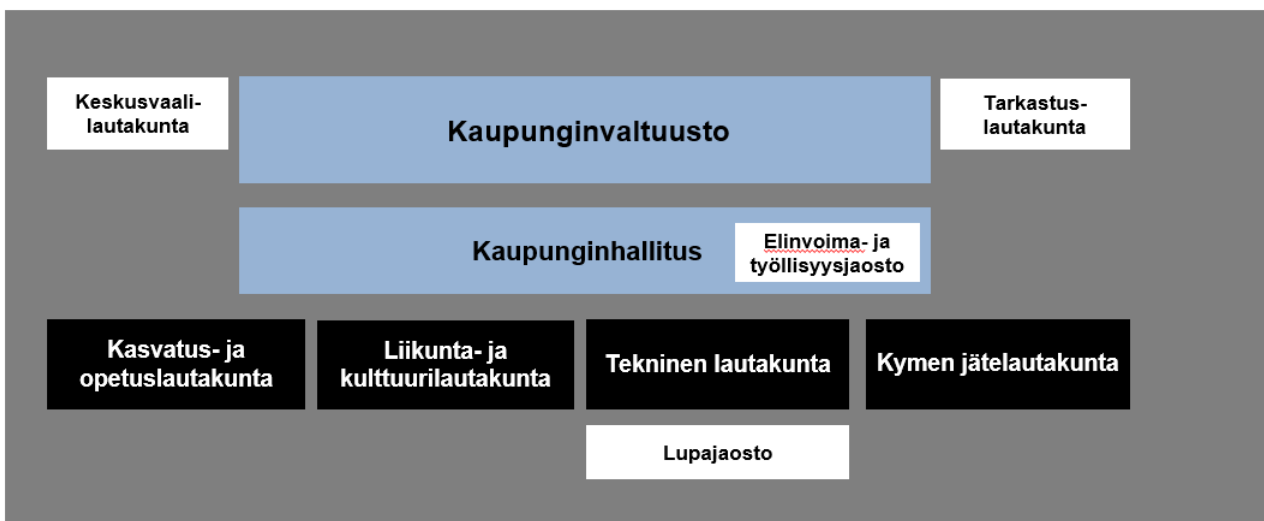 Keskusvaali-
lautakunta
Kaupunginvaltuusto
Tarkastus-
lautakunta
Kaupunginhallitus
Elinvoima- ja
työllisyysjaosto
Kasvatus- ja
opetuslautakunta
Liikunta- ja
kulttuurilautakunta
Tekninen lautakunta
Kymen jätelautakunta
Lupajaosto